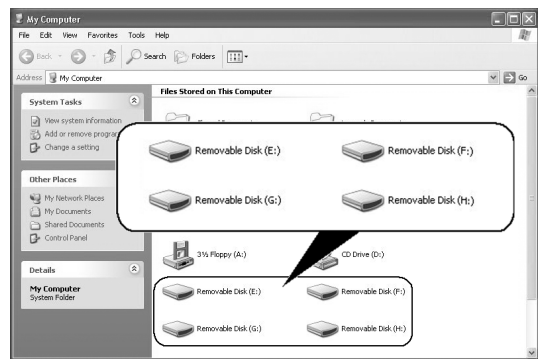 My Computer
File Edit View Favorites Tools Help
Back Search Folders
Address My Computer Go
Files Stored on This Computer
System Tasks
View system information
Add or remove program
Change a setting
Removable Disk (E:) Removable Disk (F:)
Removable Disk (G:) Removable Disk (H:)
Other Places
My Network Places
My Documents
Shared Documents
Control Panel
3½ Floppy (A:) CD Drive (D:)
Details
My Computer
System Folder
Removable Disk (E:) Removable Disk (F:)
Removable Disk (G:) Removable Disk (H:)